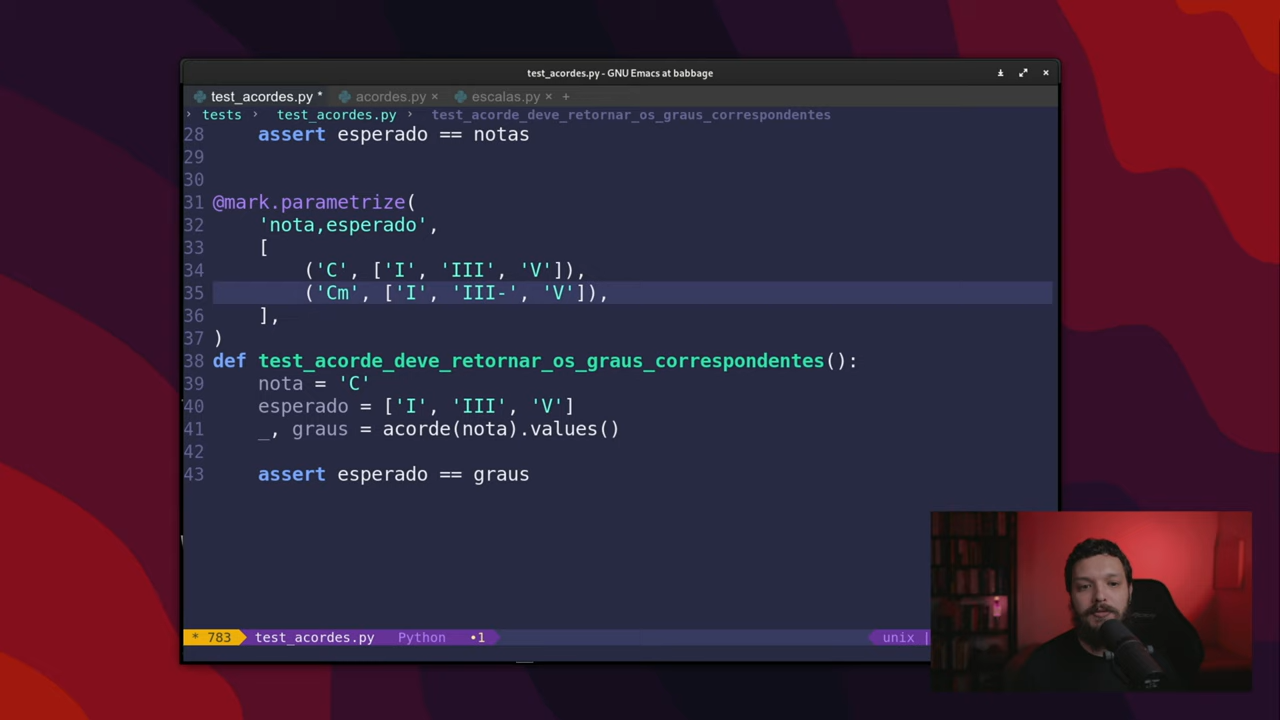 test_acordes.py - GNU Emacs at babbage
test_acordes.py * acordes.py × escalas.py × +
› tests › test_acordes.py › test_acorde_deve_retornar_os_graus_correspondentes
28     assert esperado == notas
29
30
31 @mark.parametrize(
32     'nota,esperado',
33     [
34         ('C', ['I', 'III', 'V']),
35         ('Cm', ['I', 'III-', 'V']),
36     ],
37 )
38 def test_acorde_deve_retornar_os_graus_correspondentes():
39     nota = 'C'
40     esperado = ['I', 'III', 'V']
41     _, graus = acorde(nota).values()
42
43     assert esperado == graus
* 783 test_acordes.py Python •1 unix |